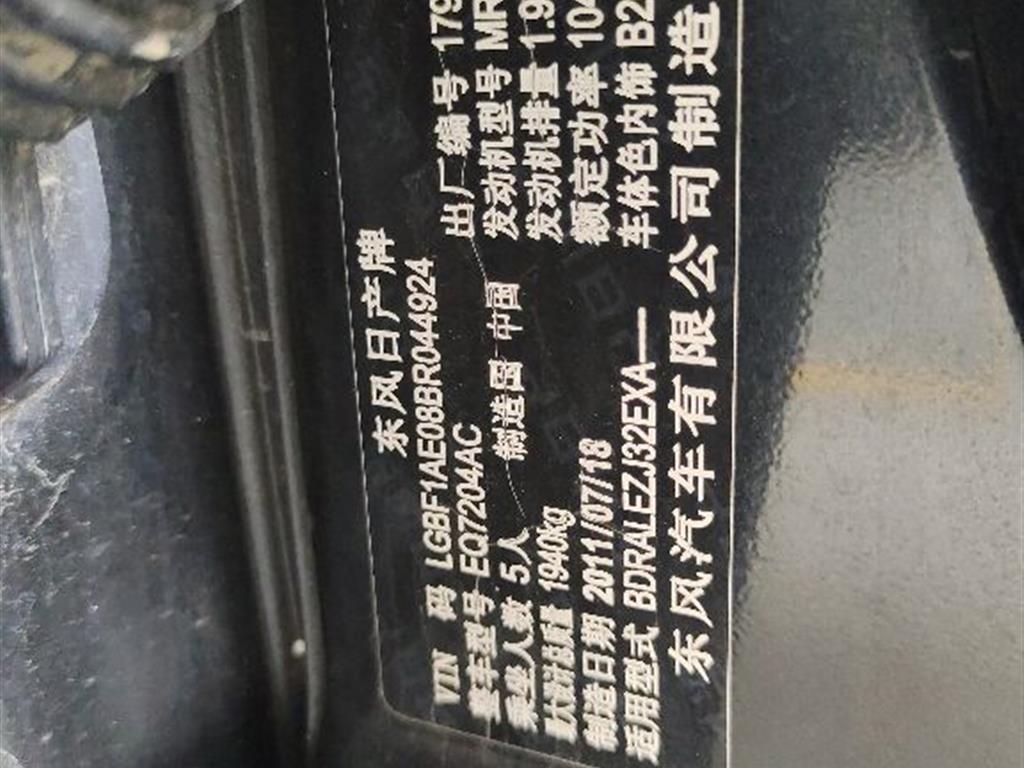 东风日产牌
VIN 码 LGBF1AE08BR044924 出厂编号 179
整车型号 EQ7204AC 发动机型号 MR
乘坐人数 5人 制造国 中国 发动机排量 1.9
最大设计总质量 1940kg 额定功率 104
制造日期 2011/07/18 车体色内饰 B2
适用型式 BDRALEZJ32EXA—
东风汽车有限公司制造